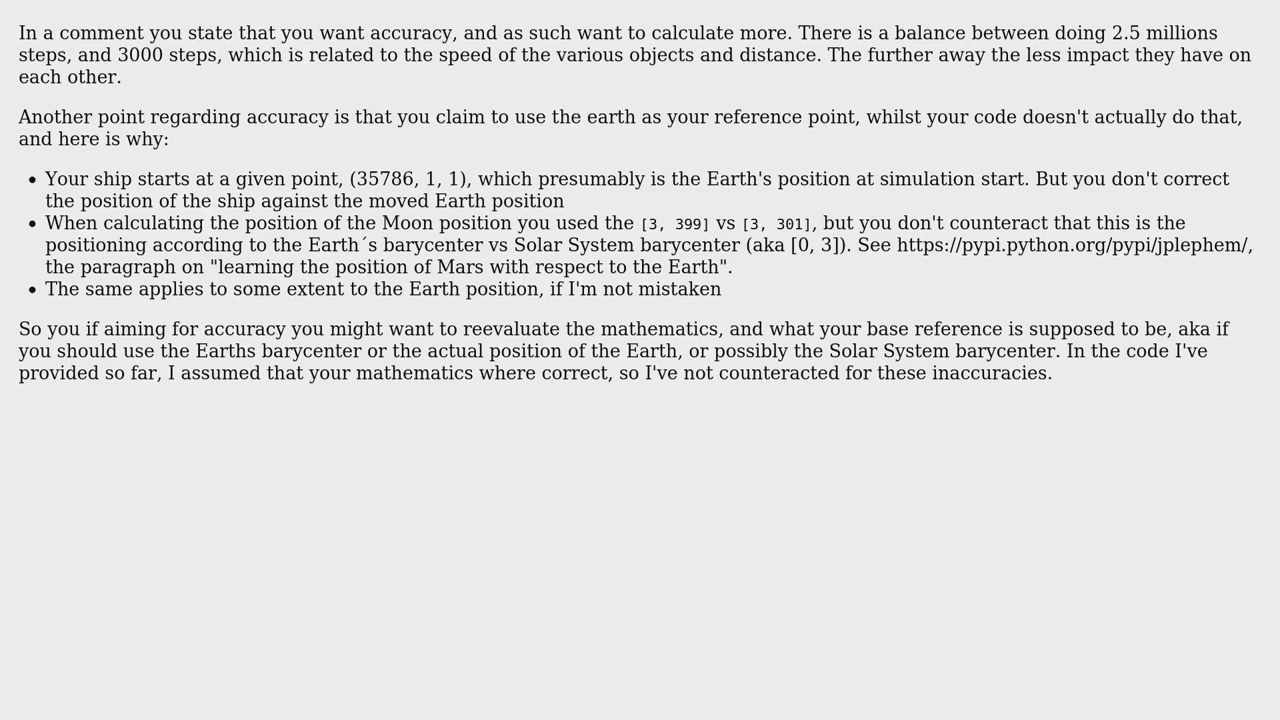 In a comment you state that you want accuracy, and as such want to calculate more. There is a balance between doing 2.5 millions
steps, and 3000 steps, which is related to the speed of the various objects and distance. The further away the less impact they have on
each other.
Another point regarding accuracy is that you claim to use the earth as your reference point, whilst your code doesn't actually do that,
and here is why:
• Your ship starts at a given point, (35786, 1, 1), which presumably is the Earth's position at simulation start. But you don't correct
the position of the ship against the moved Earth position
• When calculating the position of the Moon position you used the [3, 399] vs [3, 301], but you don't counteract that this is the
positioning according to the Earth´s barycenter vs Solar System barycenter (aka [0, 3]). See https://pypi.python.org/pypi/jplephem/,
the paragraph on "learning the position of Mars with respect to the Earth".
• The same applies to some extent to the Earth position, if I'm not mistaken
So you if aiming for accuracy you might want to reevaluate the mathematics, and what your base reference is supposed to be, aka if
you should use the Earths barycenter or the actual position of the Earth, or possibly the Solar System barycenter. In the code I've
provided so far, I assumed that your mathematics where correct, so I've not counteracted for these inaccuracies.